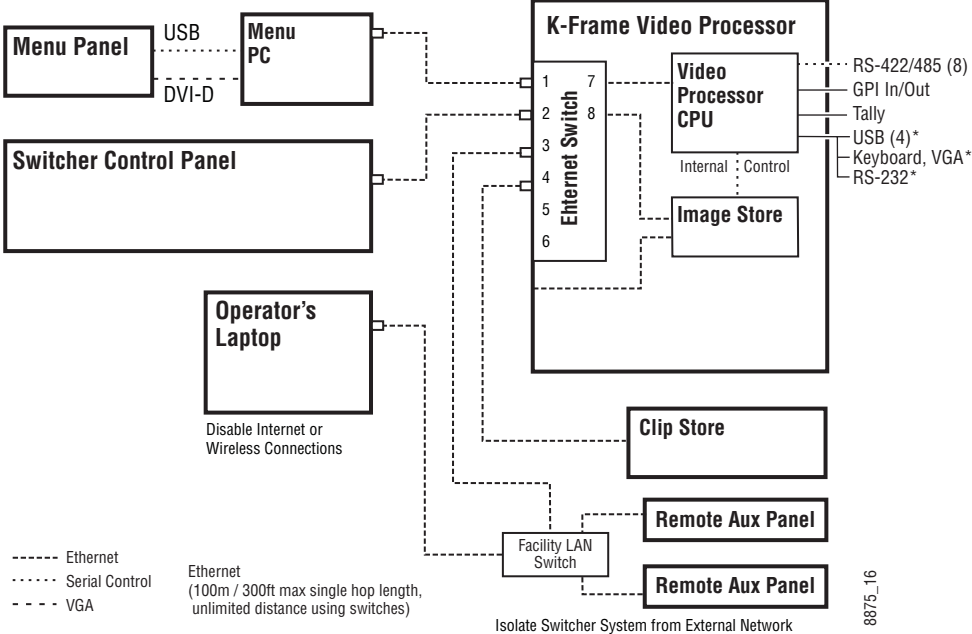 K-Frame Video Processor
Menu Panel
USB
DVI-D
Menu
PC
Switcher Control Panel
1
2
3
4
5
6
7
8
Ehternet Switch
Video
Processor
CPU
Internal Control
Image Store
RS-422/485 (8)
GPI In/Out
Tally
USB (4)*
Keyboard, VGA*
RS-232*
Operator's
Laptop
Disable Internet or
Wireless Connections
Clip Store
Remote Aux Panel
Facility LAN
Switch
Remote Aux Panel
Isolate Switcher System from External Network
Ethernet
Serial Control
VGA
Ethernet
(100m / 300ft max single hop length,
unlimited distance using switches)
8875_16